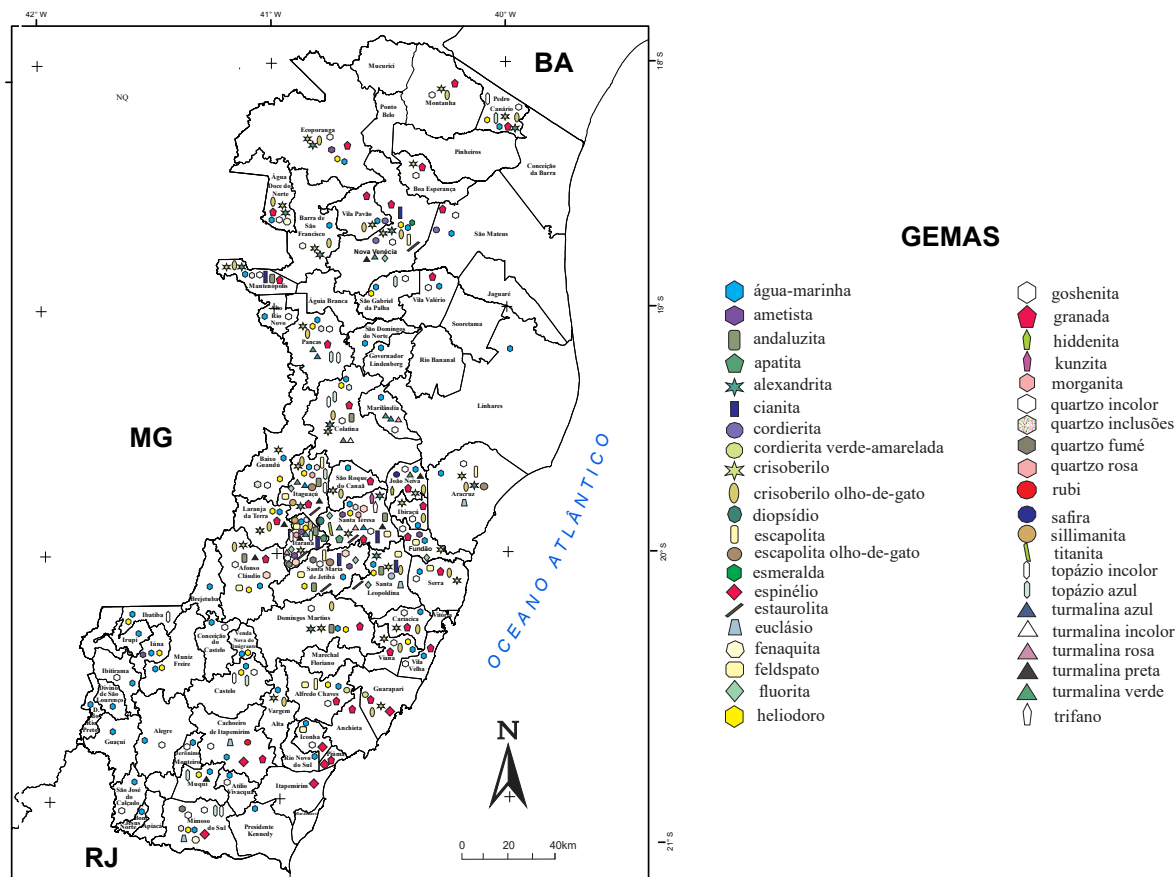 42° W
41° W
40° W
BA
18° S
NQ
Mucurici
Montanha
Pedro
Canário
Ponto
Belo
Ecoporanga
Pinheiros
Conceição
da Barra
Água
Doce do
Norte
Boa Esperança
Vila Pavão
Barra de
São
Francisco
São Mateus
Nova Venécia
Mantenópolis
Águia Branca
São Gabriel
da Palha
Vila Valério
Jaguaré
19° S
Alto
Rio
Novo
Sooretama
Pancas
São Domingos
do Norte
Governador
Lindenberg
Rio Bananal
Linhares
Marilândia
Colatina
MG
Baixo
Guandú
São Roque
do Canaã
João Neiva
Aracruz
Itaguaçú
Ibiraçú
Laranja
da Terra
Santa Teresa
Itarana
Fundão
20° S
Afonso
Cláudio
Santa Maria
de Jetibá
Santa
Leopoldina
Serra
Brejetuba
OCEANO ATLÂNTICO
Ibatiba
Domingos Martins
Cariacica
Vitória
Irupi
Iúna
Conceição
do
Castelo
Venda
Nova do
Imigrante
Muniz
Freire
Marechal
Floriano
Viana
Vila
Velha
Ibitirama
Divino
de São
Lourenço
Castelo
Alfredo Chaves
Guarapari
Vargem
Alta
D.
do
Rio
Preto
Guaçuí
Alegre
Cachoeiro
de Itapemirim
Anchieta
Iconha
Jerônimo
Monteiro
Rio Novo
do Sul
Piúma
Muqui
Atílio
Vivacqua
Itapemirim
São José
do
Calçado
Bom
Jesus
Norte
Apiacá
Mimoso
do Sul
Presidente
Kennedy
RJ
N
0 20 40km
21° S
GEMAS
água-marinha
ametista
andaluzita
apatita
alexandrita
cianita
cordierita
cordierita verde-amarelada
crisoberilo
crisoberilo olho-de-gato
diopsídio
escapolita
escapolita olho-de-gato
esmeralda
espinélio
estaurolita
euclásio
fenaquita
feldspato
fluorita
heliodoro
goshenita
granada
hiddenita
kunzita
morganita
quartzo incolor
quartzo inclusões
quartzo fumé
quartzo rosa
rubi
safira
sillimanita
titanita
topázio incolor
topázio azul
turmalina azul
turmalina incolor
turmalina rosa
turmalina preta
turmalina verde
trifano